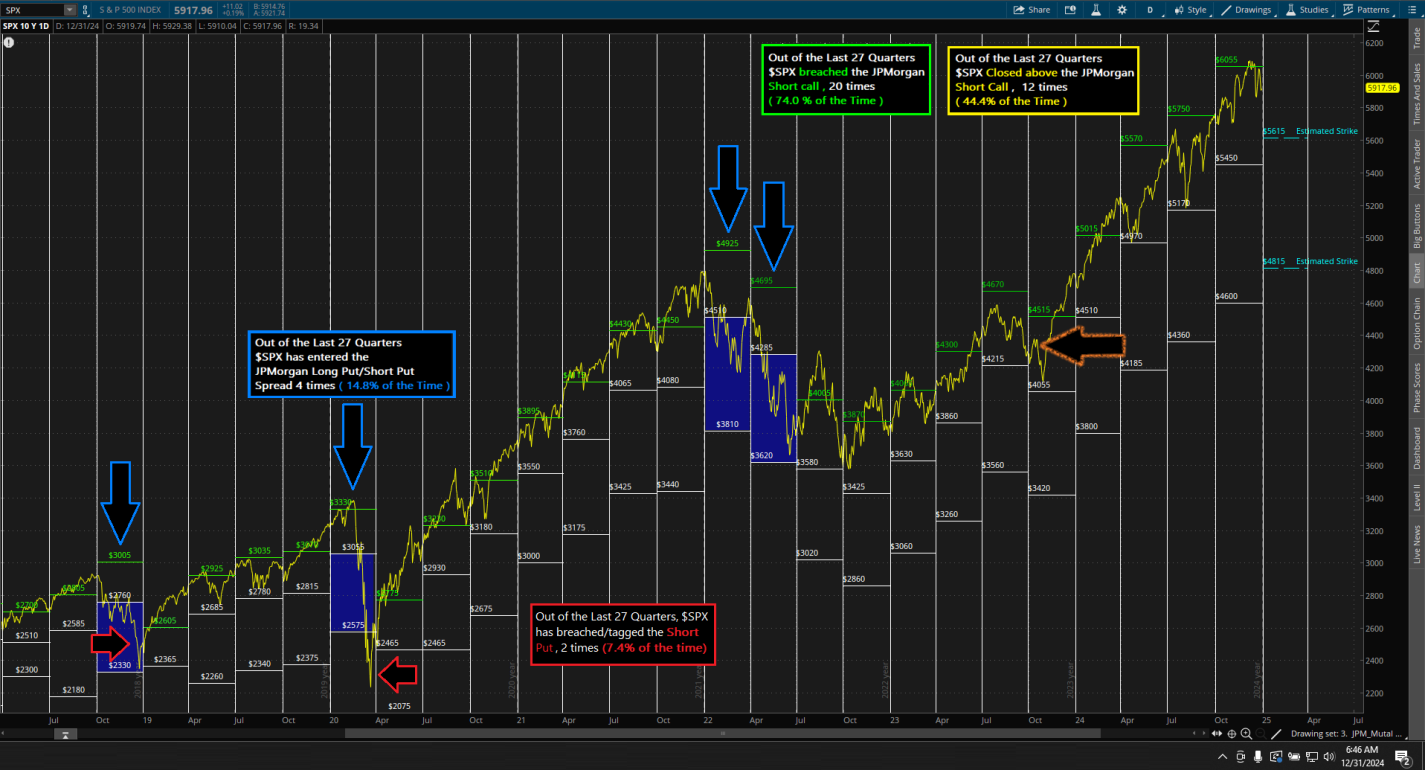 SPX
S & P 500 INDEX 5917.96 +11.02 +0.19% B: 5914.76 A: 5921.74
Share D Style Drawings Studies Patterns
SPX 10 Y 1D D: 12/31/24 O: 5919.74 H: 5929.38 L: 5910.04 C: 5917.96 R: 19.34
Out of the Last 27 Quarters
$SPX breached the JPMorgan
Short call , 20 times
( 74.0 % of the Time )
Out of the Last 27 Quarters
$SPX Closed above the JPMorgan
Short Call , 12 times
( 44.4% of the Time )
Out of the Last 27 Quarters
$SPX has entered the
JPMorgan Long Put/Short Put
Spread 4 times ( 14.8% of the Time )
Out of the Last 27 Quarters, $SPX
has breached/tagged the Short
Put , 2 times (7.4% of the time)
$2510
$2300
$2585
$2180
$3005
$2760
$2330
$2605
$2365
$2925
$2685
$2260
$3035
$2780
$2340
$2815
$2375
$3330
$3055
$2575
$2465
$2075
$2930
$2465
$3180
$2675
$3895
$3550
$3000
$3760
$3175
$4430
$4065
$3425
$4450
$4080
$3440
$4925
$4510
$3810
$4695
$4285
$3620
$4005
$3580
$3020
$3870
$3425
$2860
$3630
$3060
$4300
$3860
$3260
$4670
$4215
$3560
$4515
$4055
$3420
$5015
$4510
$3800
$5570
$4970
$4185
$5750
$5170
$4360
$6055
$5450
$4600
$5615 Estimated Strike
$4815 Estimated Strike
6200
6000
5917.96
5800
5600
5400
5200
5000
4800
4600
4400
4200
4000
3800
3600
3400
3200
3000
2800
2600
2400
2200
2019 year
2020 year
2021 year
2022 year
2023 year
2024 year
Jul Oct 19 Apr Jul Oct 20 Apr Jul Oct 21 Apr Jul Oct 22 Apr Jul Oct 23 Apr Jul Oct 24 Apr Jul Oct 25 Apr Jul
Trade
Times And Sales
Active Trader
Big Buttons
Chart
Option Chain
Phase Scores
Dashboard
Level II
Live News
Drawing set: 3. JPM_Mutal ...
6:46 AM
12/31/2024
2